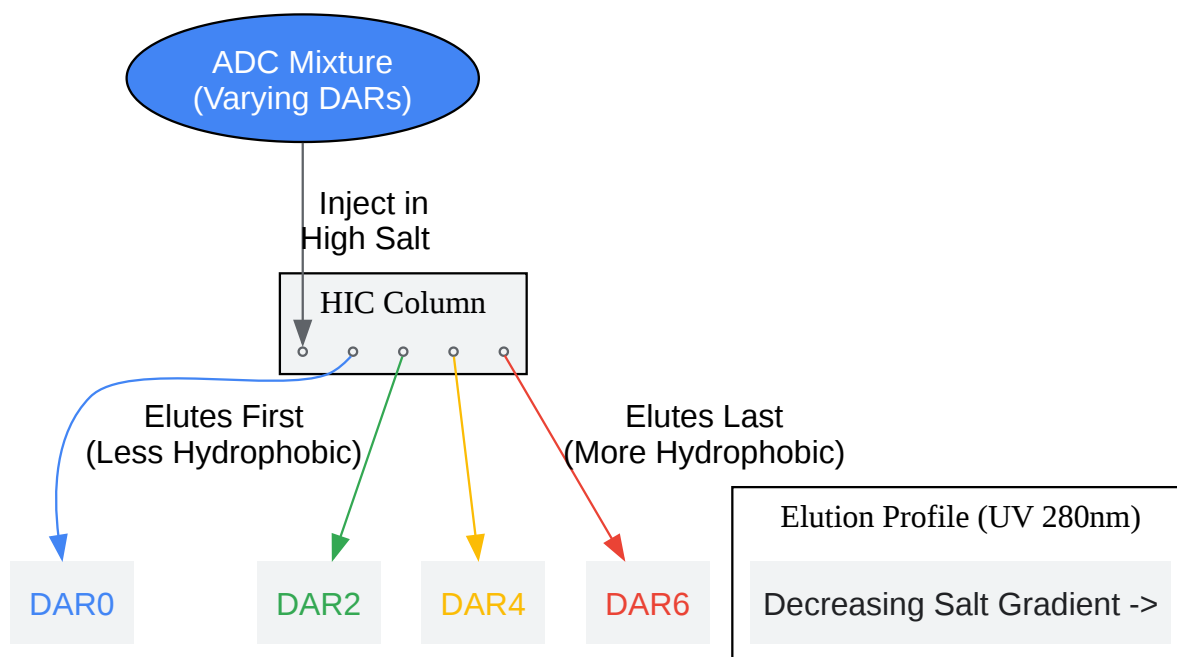 ADC Mixture
(Varying DARs)
Inject in
High Salt
HIC Column
Elutes First
(Less Hydrophobic)
Elutes Last
(More Hydrophobic)
Elution Profile (UV 280nm)
DAR0
DAR2
DAR4
DAR6
Decreasing Salt Gradient ->